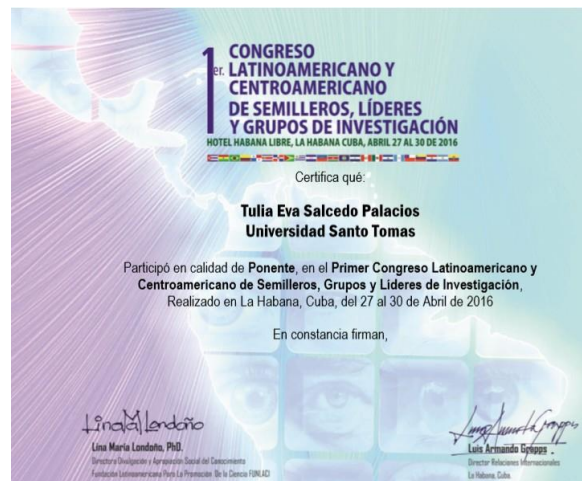 1er.
CONGRESO
LATINOAMERICANO Y
CENTROAMERICANO
DE SEMILLEROS, LÍDERES
Y GRUPOS DE INVESTIGACIÓN
HOTEL HABANA LIBRE, LA HABANA CUBA, ABRIL 27 AL 30 DE 2016
Certifica qué:
Tulia Eva Salcedo Palacios
Universidad Santo Tomas
Participó en calidad de Ponente, en el Primer Congreso Latinoamericano y
Centroamericano de Semilleros, Grupos y Líderes de Investigación,
Realizado en La Habana, Cuba, del 27 al 30 de Abril de 2016
En constancia firman,
Lina M Londoño
Lina María Londoño, PhD.
Directora Divulgación y Apropiación Social del Conocimiento
Fundación Latinoamericana Para La Promoción De la Ciencia FUNLACI
Luis Armando
Director Relaciones Internacionales
La Habana, Cuba.